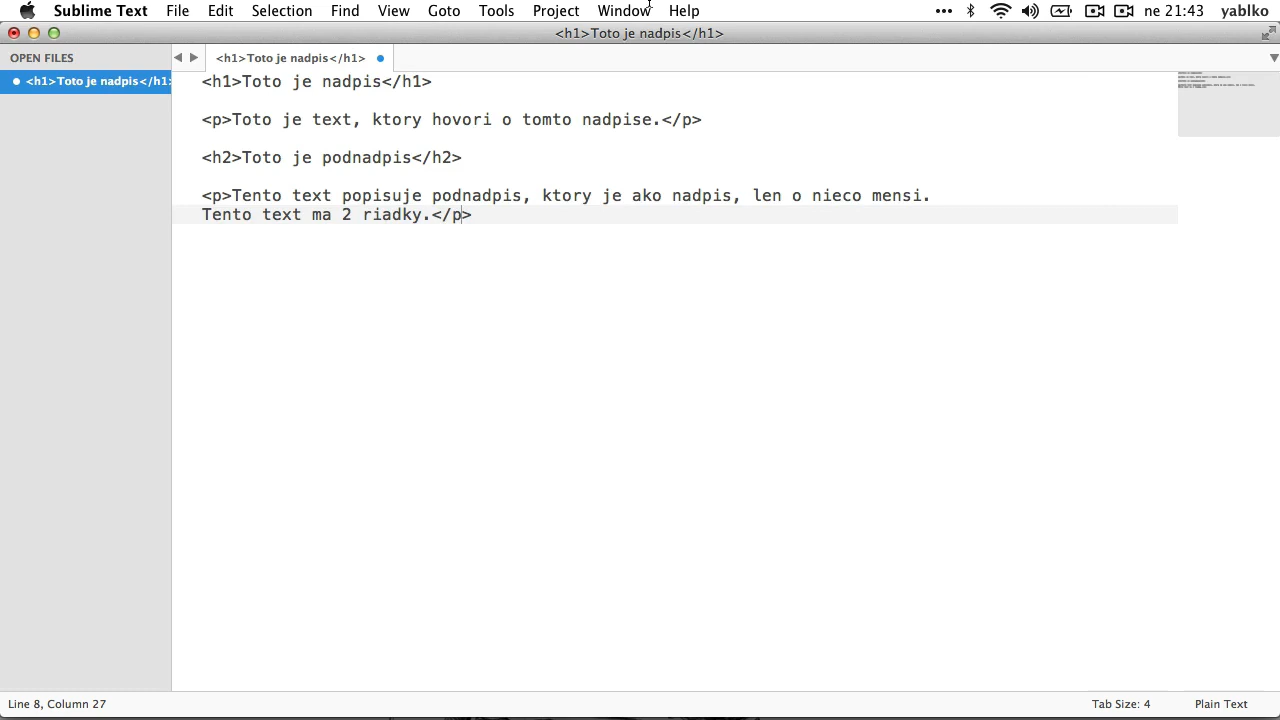 Sublime Text File Edit Selection Find View Goto Tools Project Window Help ne 21:43 yablko
<h1>Toto je nadpis</h1>
OPEN FILES
<h1>Toto je nadpis</h1>
<h1>Toto je nadpis</h1>
<h1>Toto je nadpis</h1>
<p>Toto je text, ktory hovori o tomto nadpise.</p>
<h2>Toto je podnadpis</h2>
<p>Tento text popisuje podnadpis, ktory je ako nadpis, len o nieco mensi.
Tento text ma 2 riadky.</p>
Line 8, Column 27 Tab Size: 4 Plain Text